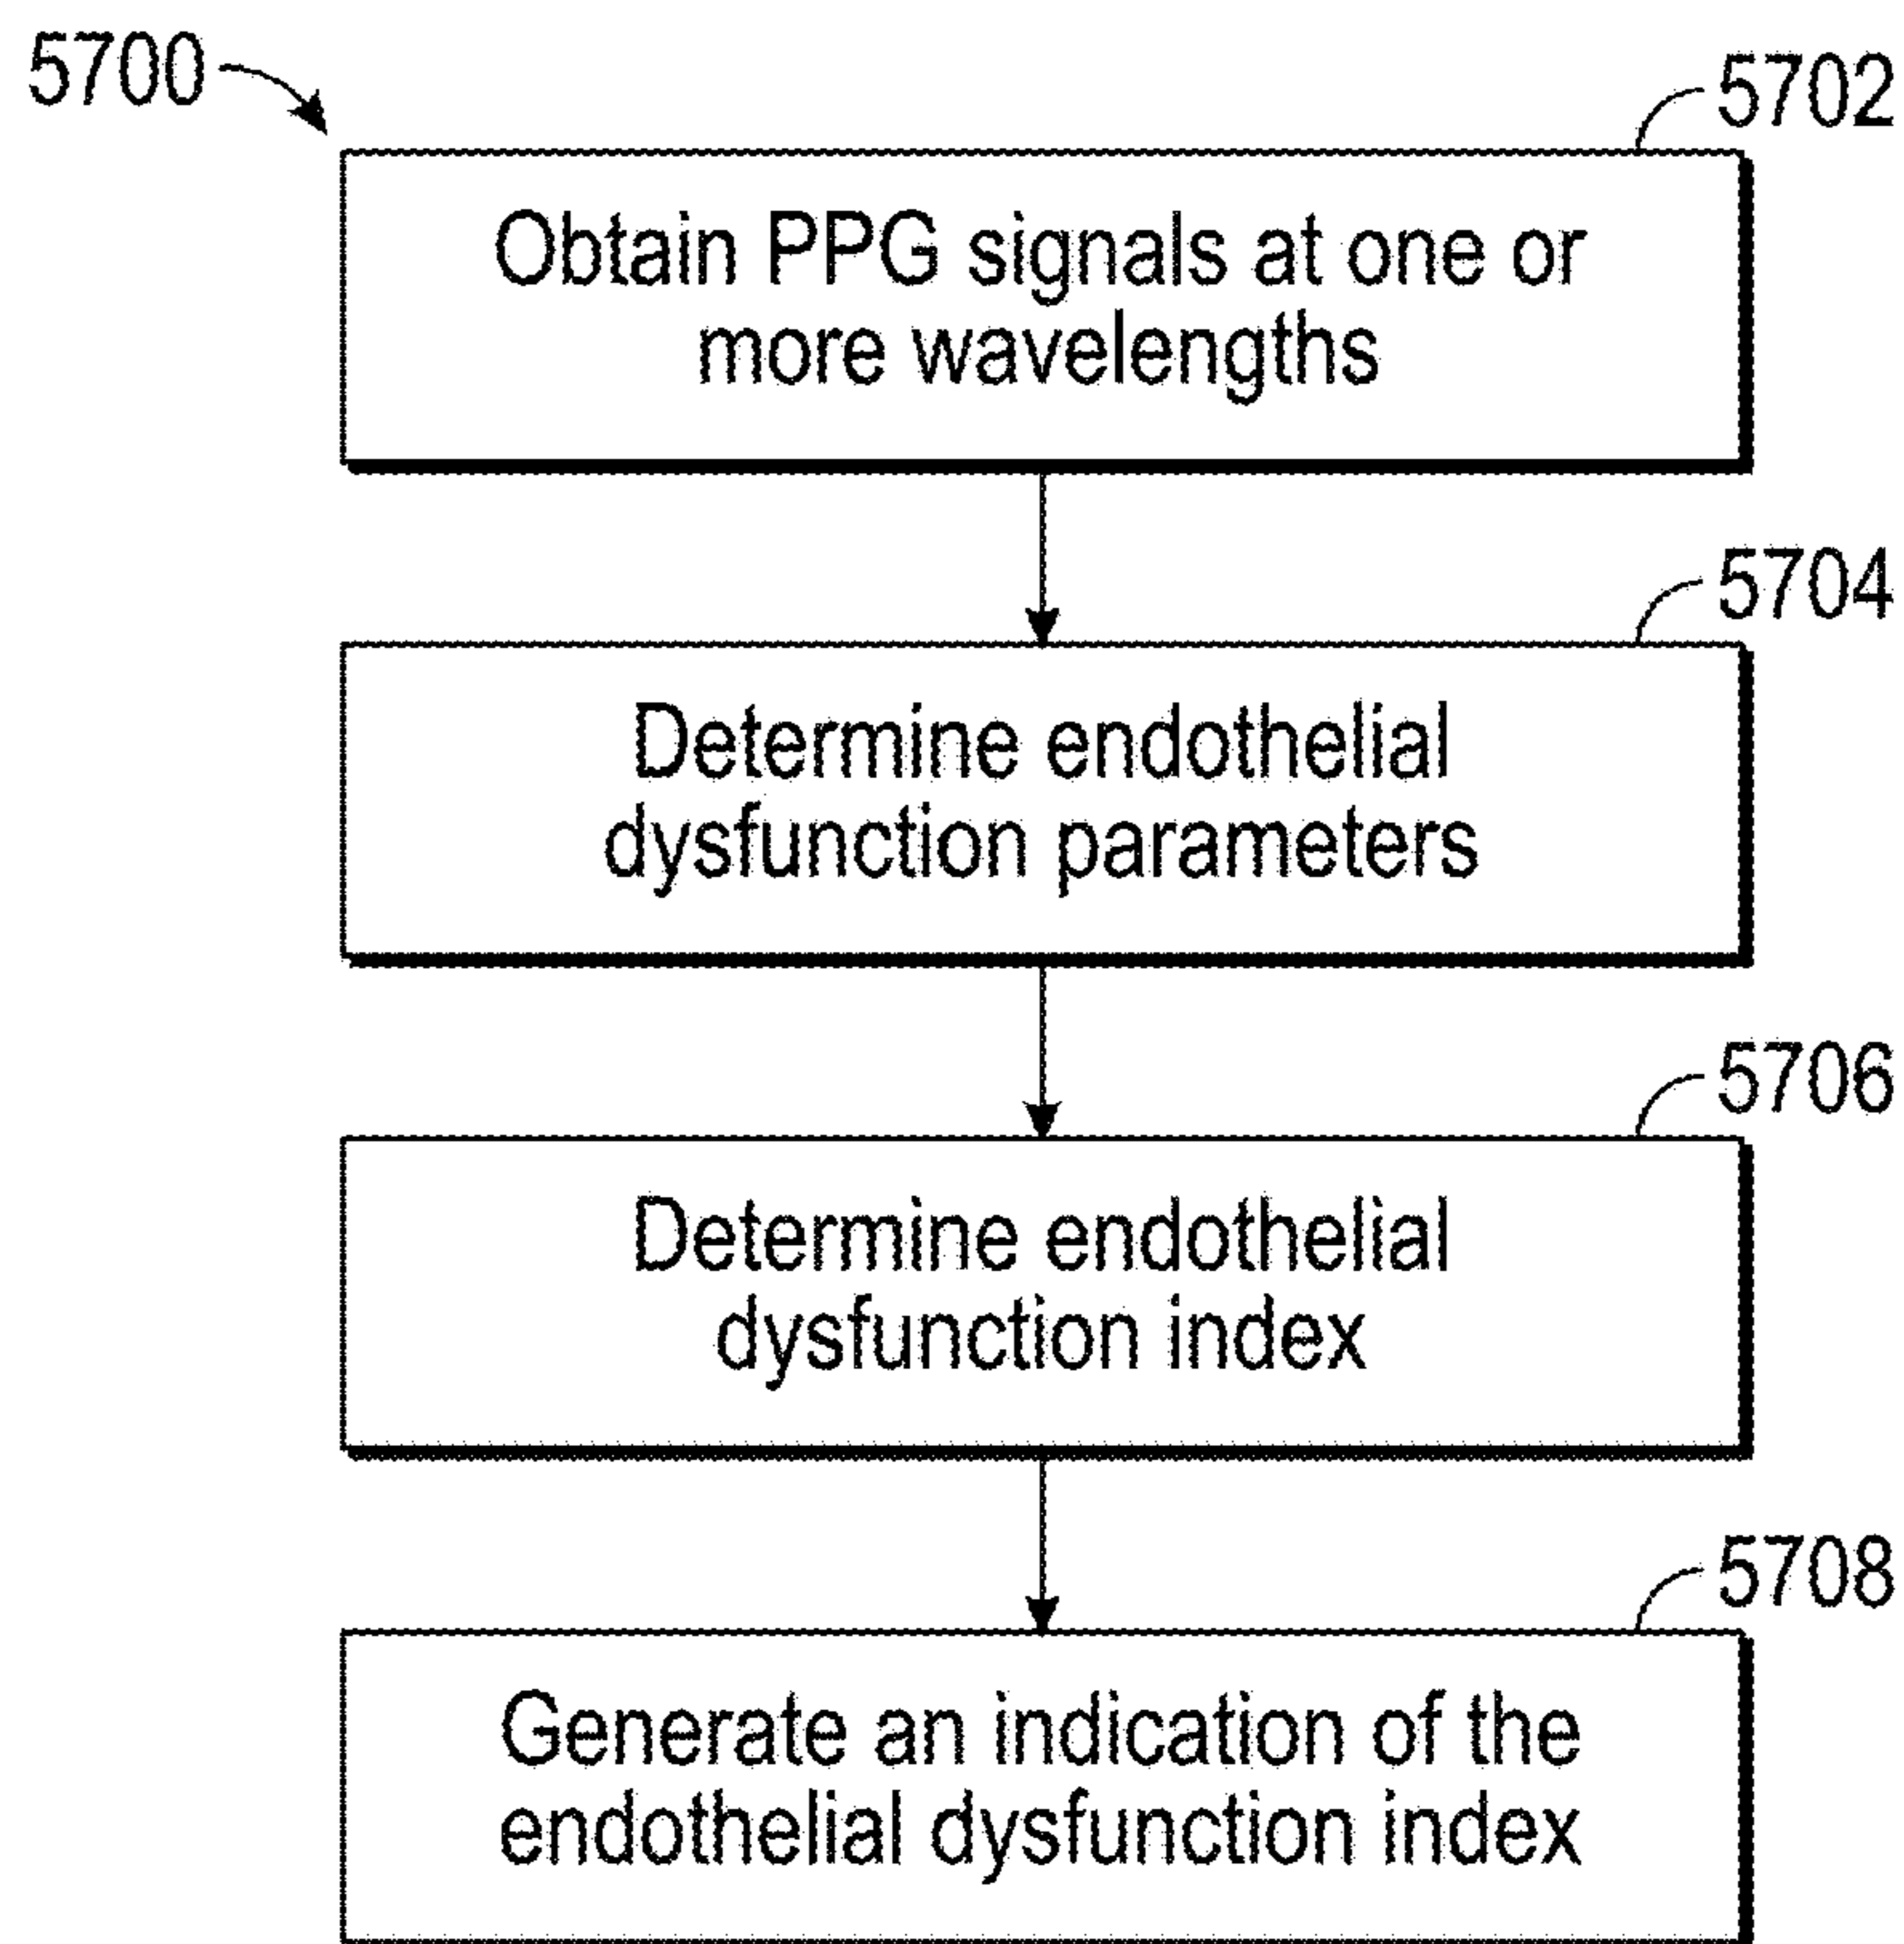 5700
5702
Obtain PPG signals at one or
more wavelengths
5704
Determine endothelial
dysfunction parameters
5706
Determine endothelial
dysfunction index
5708
Generate an indication of the
endothelial dysfunction index